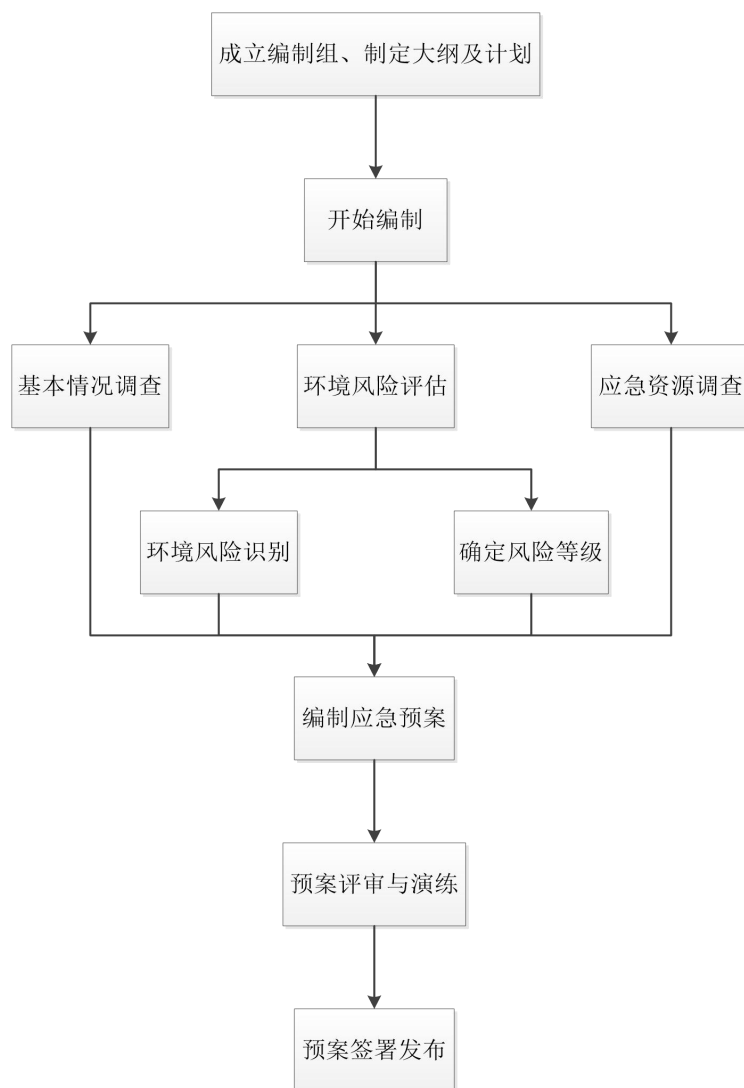 成立编制组、制定大纲及计划
开始编制
基本情况调查
环境风险评估
应急资源调查
环境风险识别
确定风险等级
编制应急预案
预案评审与演练
预案签署发布